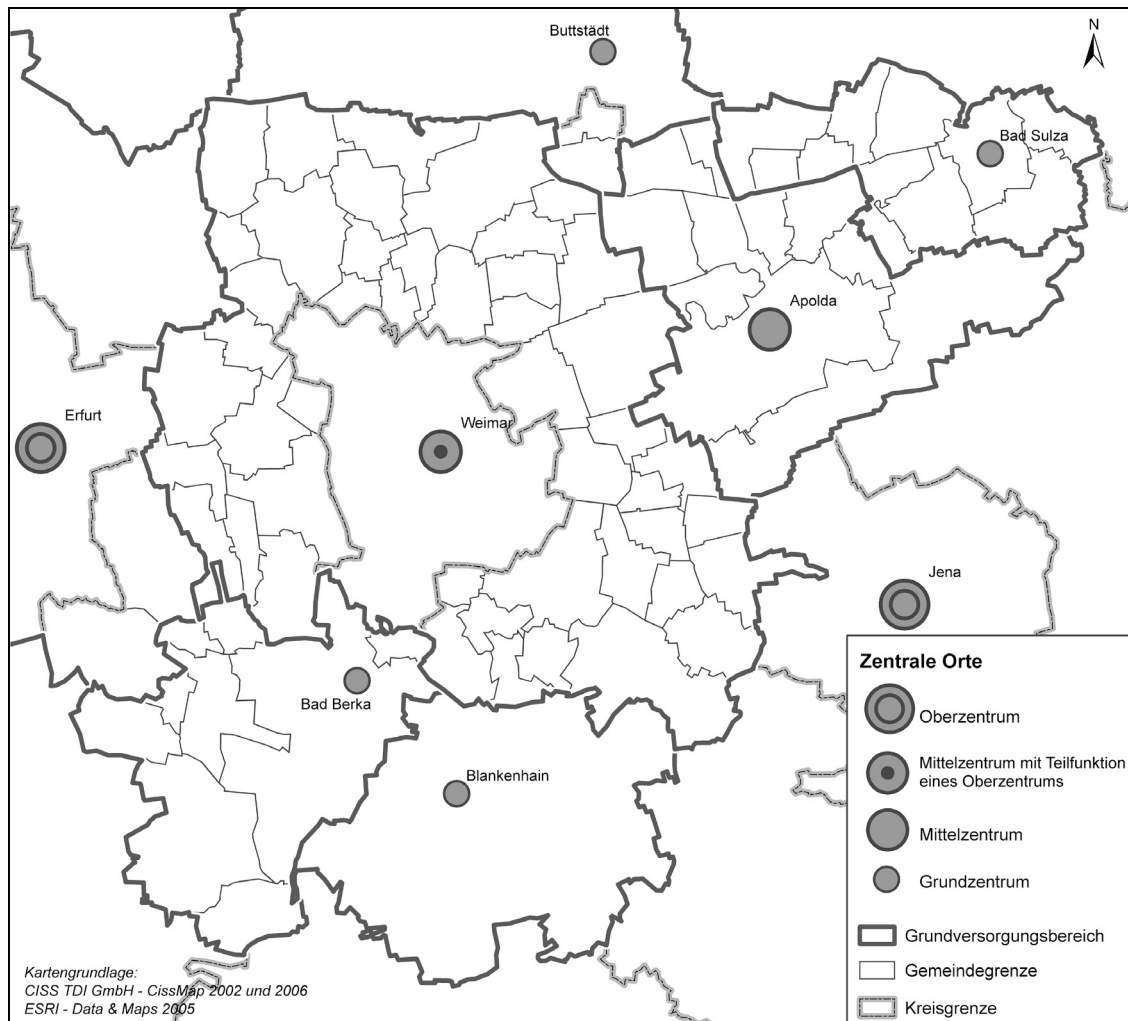 Buttstädt
N
Bad Sulza
Apolda
Erfurt
Weimar
Jena
Bad Berka
Blankenhain
Zentrale Orte
Oberzentrum
Mittelzentrum mit Teilfunktion
eines Oberzentrums
Mittelzentrum
Grundzentrum
Grundversorgungsbereich
Gemeindegrenze
Kreisgrenze
Kartengrundlage:
CISS TDI GmbH - CissMap 2002 und 2006
ESRI - Data & Maps 2005